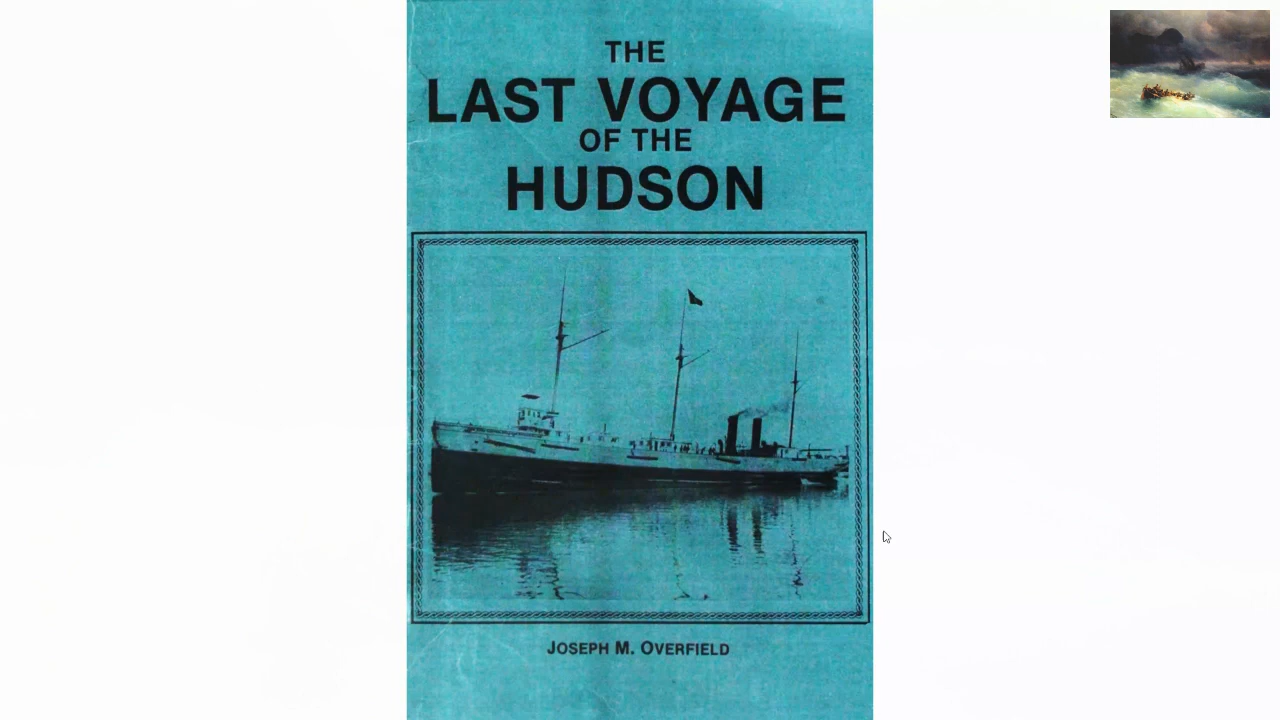 THE
LAST VOYAGE
OF THE
HUDSON
JOSEPH M. OVERFIELD